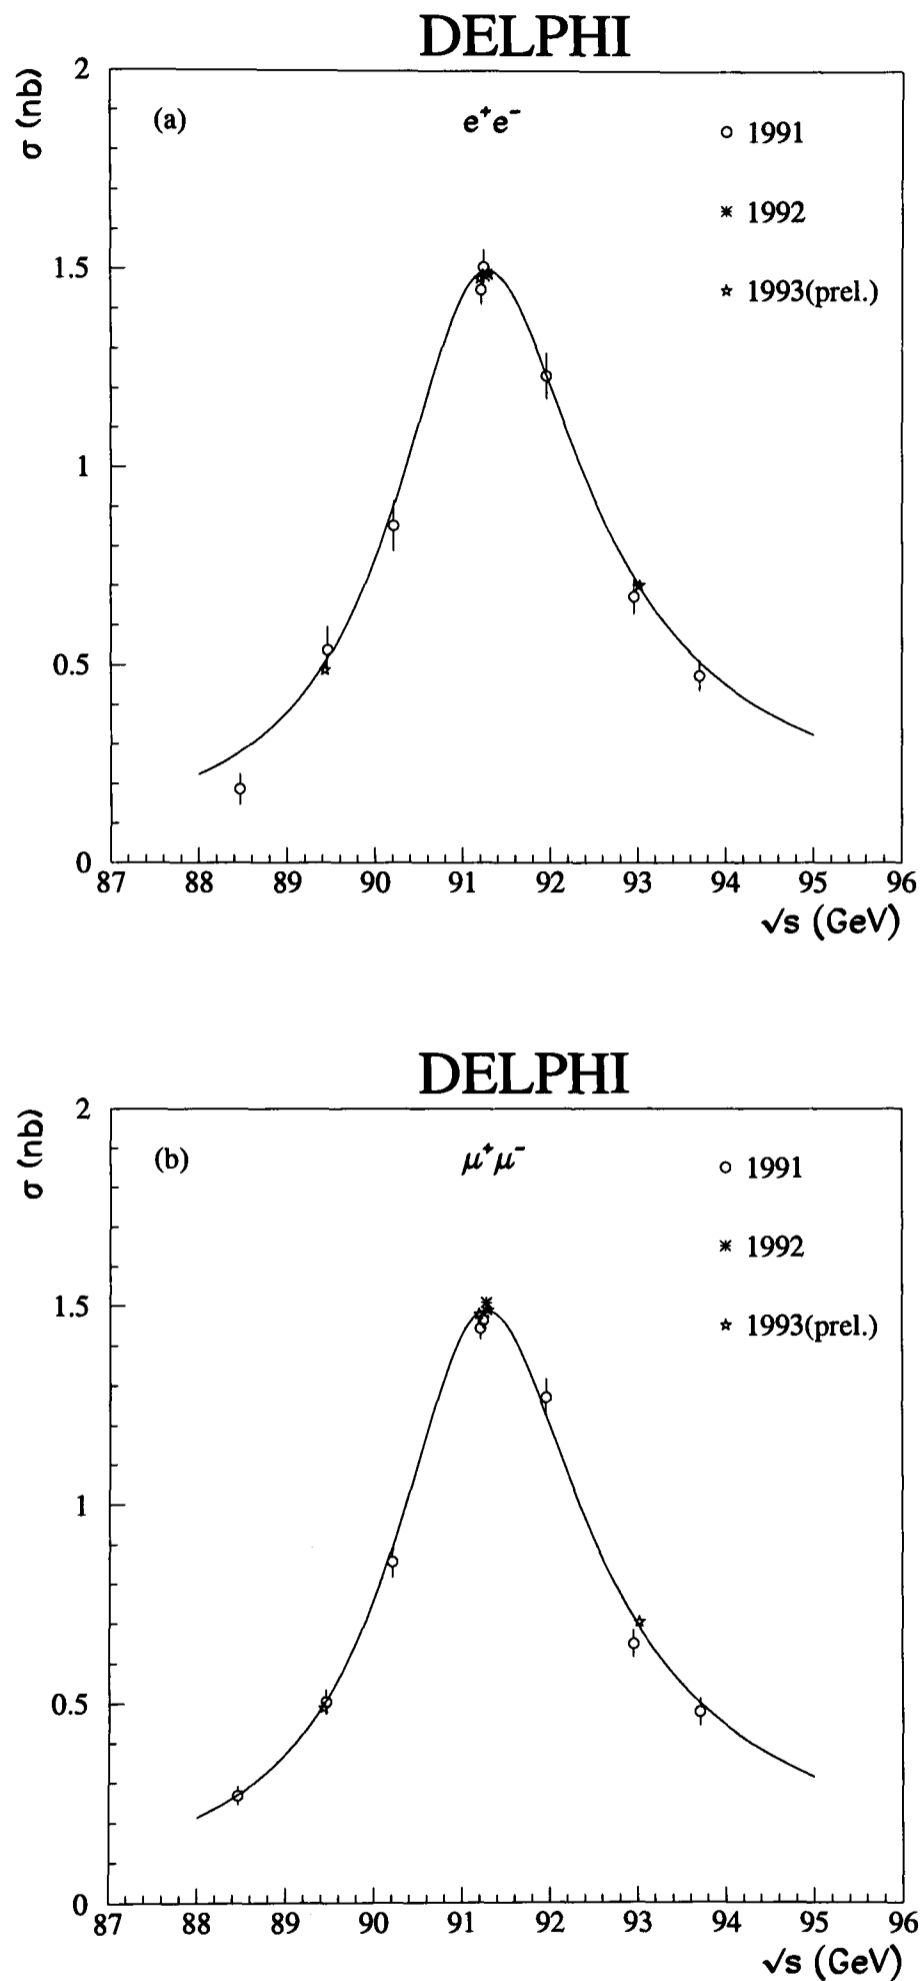 DELPHI
σ (nb)
2
(a)
e⁺e⁻
○ 1991
✳ 1992
☆ 1993(prel.)
1.5
1
0.5
0
87 88 89 90 91 92 93 94 95 96
√s (GeV)
DELPHI
σ (nb)
2
(b)
μ⁺μ⁻
○ 1991
✳ 1992
☆ 1993(prel.)
1.5
1
0.5
0
87 88 89 90 91 92 93 94 95 96
√s (GeV)